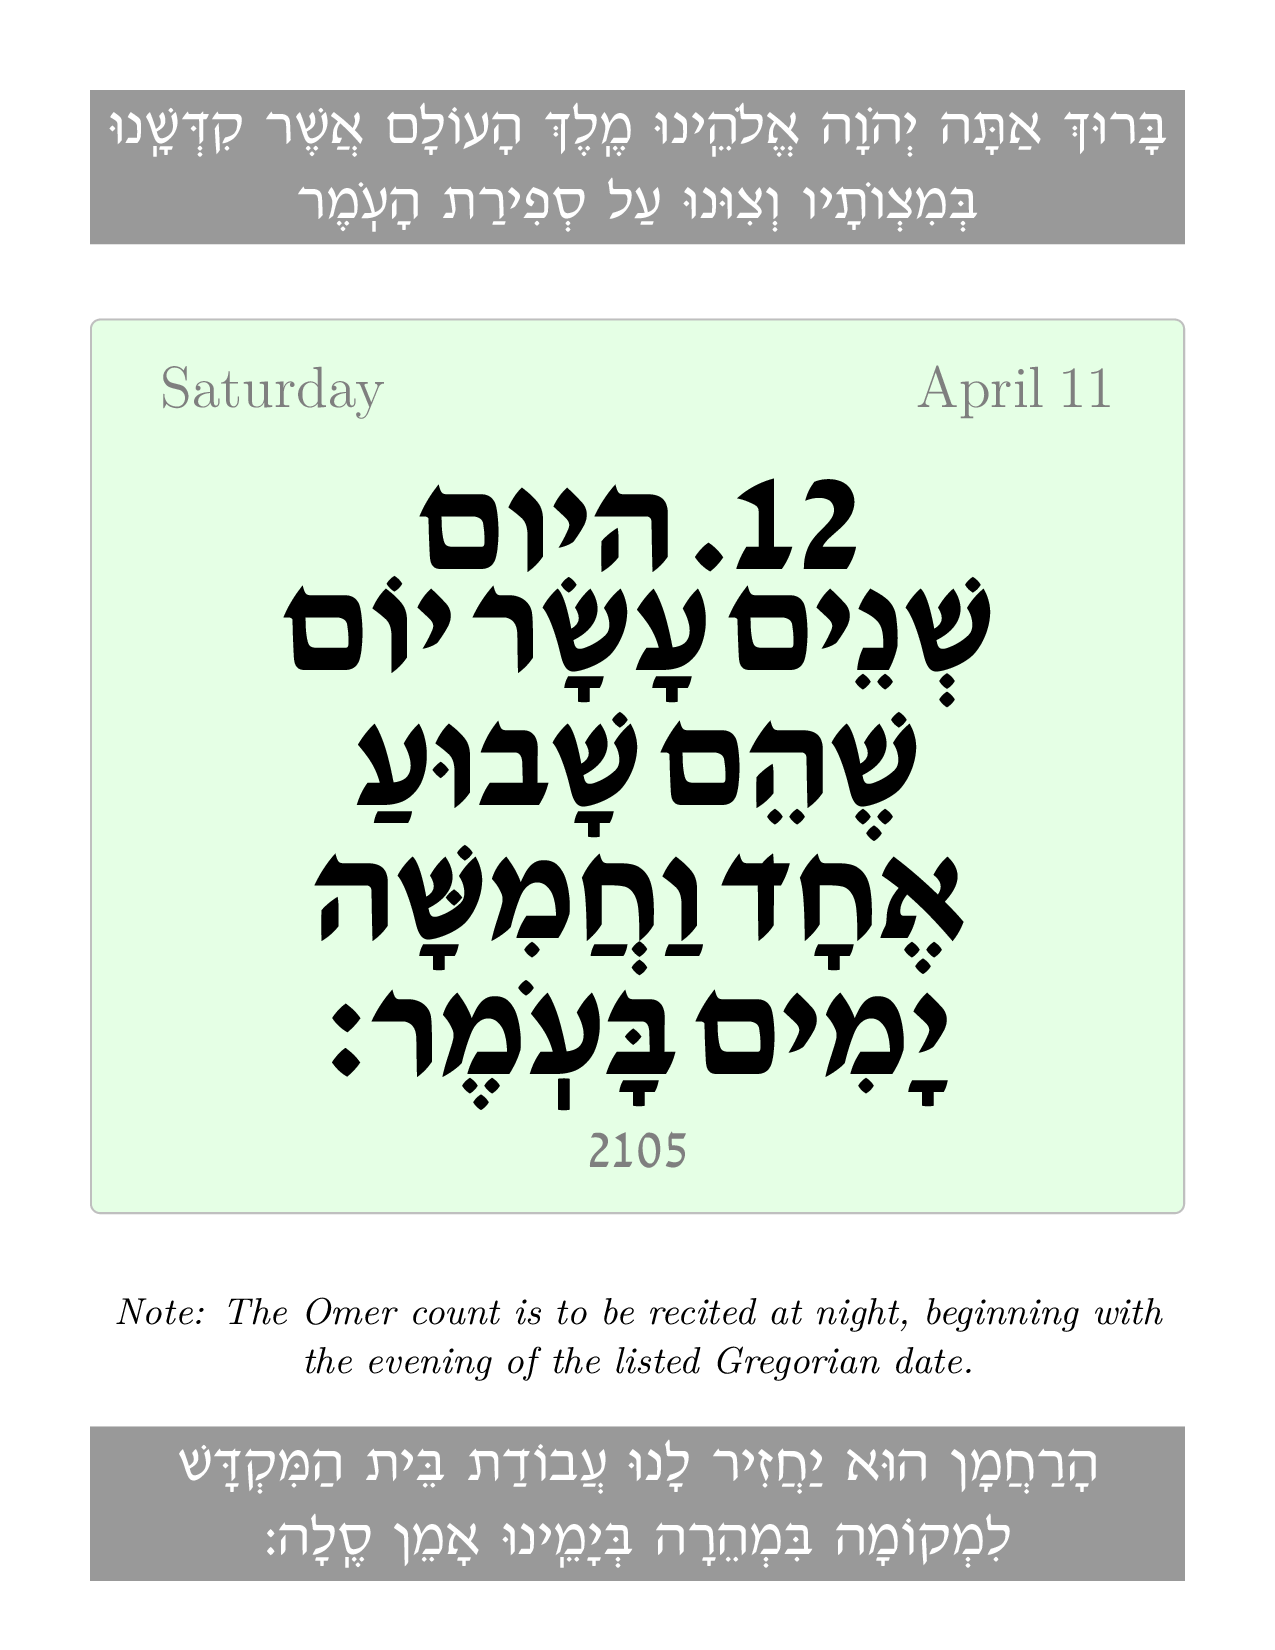 בָּרוּךְ אַתָּה יְהֹוָה אֱלֹהֵֽינוּ מֶֽלֶךְ הָעוֹלָם אֲשֶׁר קִדְּשָֽׁנוּ
בְּמִצְוֹתָיו וְצִוּנוּ עַל סְפִירַת הָעֹֽמֶר
Saturday April 11
12. היום
שְׁנֵים עָשָׂר יוֹם
שֶׁהֵם שָׁבוּעַ
אֶחָד וַחֲמִשָּׁה
יָמִים בָּעֹֽמֶר:
2105
Note: The Omer count is to be recited at night, beginning with
the evening of the listed Gregorian date.
הָרַחֲמָן הוּא יַחֲזִיר לָנוּ עֲבוֹדַת בֵּית הַמִּקְדָּשׁ
לִמְקוֹמָהּ בִּמְהֵרָה בְּיָמֵֽינוּ אָמֵן סֶֽלָה: